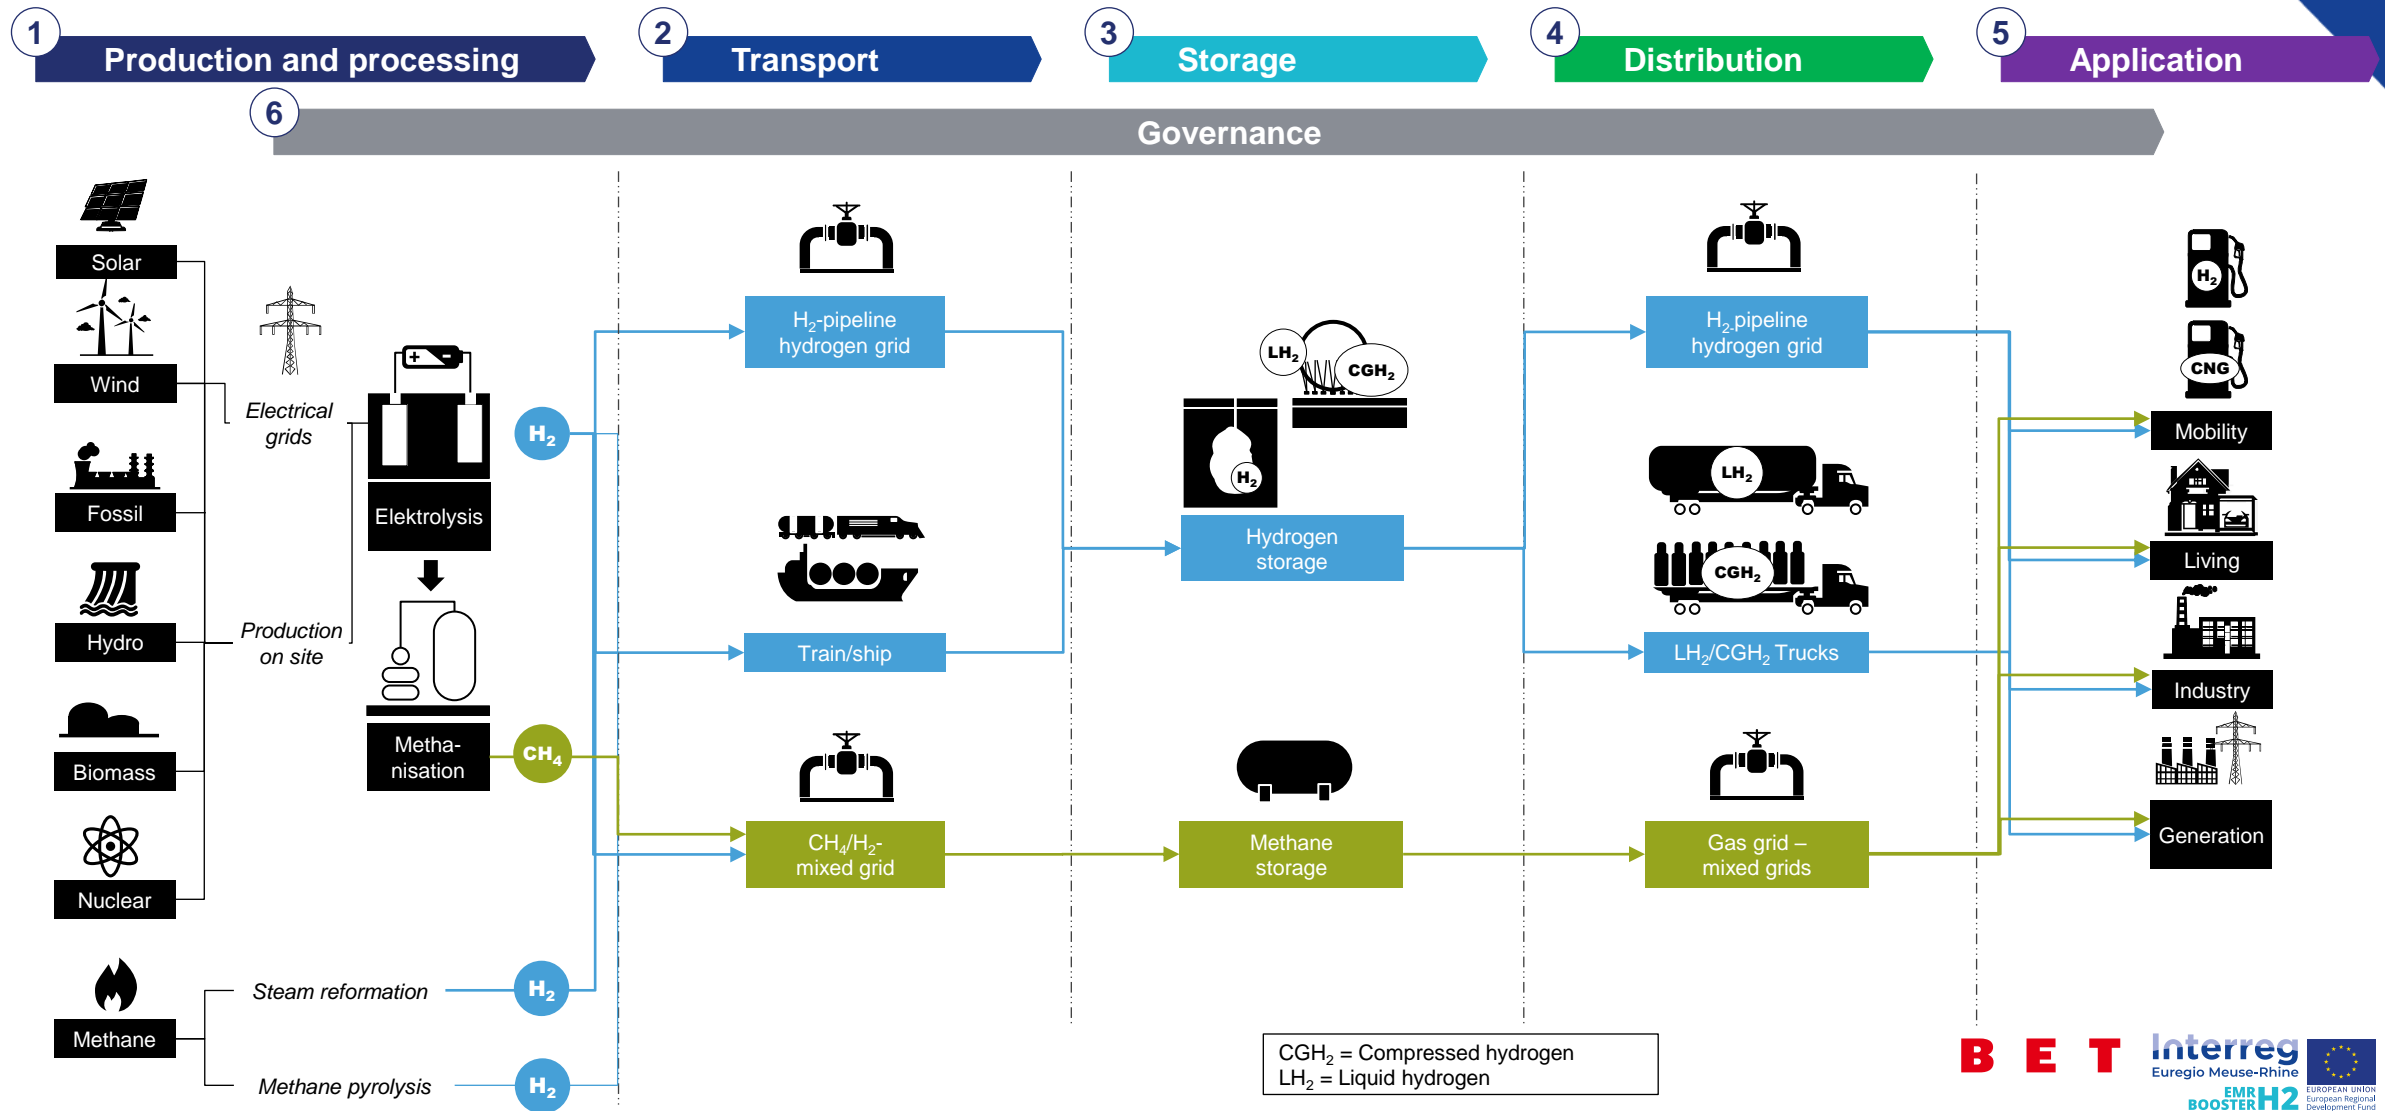 1
Production and processing
2
Transport
3
Storage
4
Distribution
5
Application
6
Governance
Solar
Wind
Fossil
Hydro
Biomass
Nuclear
Methane
Electrical
grids
Production
on site
Steam reformation
Methane pyrolysis
+ -
Elektrolysis
Metha-
nisation
H₂
CH₄
H₂
H₂
H₂-pipeline
hydrogen grid
Train/ship
CH₄/H₂-
mixed grid
LH₂
CGH₂
H₂
Hydrogen
storage
Methane
storage
H₂-pipeline
hydrogen grid
LH₂
CGH₂
LH₂/CGH₂ Trucks
Gas grid –
mixed grids
H₂
CNG
Mobility
Living
Industry
Generation
CGH₂ = Compressed hydrogen
LH₂ = Liquid hydrogen
BET
Interreg
Euregio Meuse-Rhine
EMR
BOOSTER H2
EUROPEAN UNION
European Regional
Development Fund